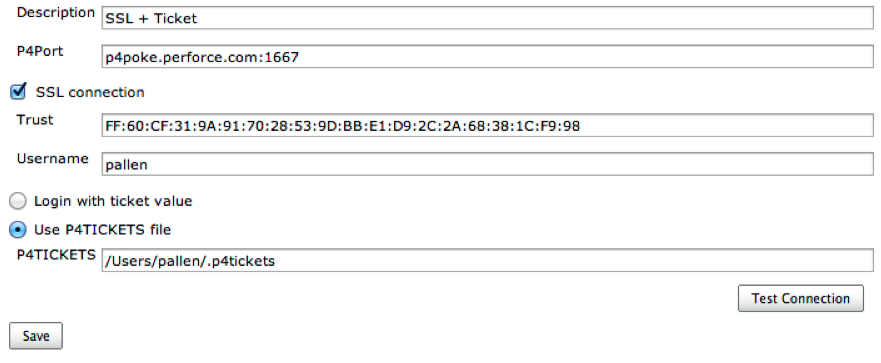 Description SSL + Ticket
P4Port p4poke.perforce.com:1667
SSL connection
Trust FF:60:CF:31:9A:91:70:28:53:9D:BB:E1:D9:2C:2A:68:38:1C:F9:98
Username pallen
Login with ticket value
Use P4TICKETS file
P4TICKETS /Users/pallen/.p4tickets
Test Connection
Save